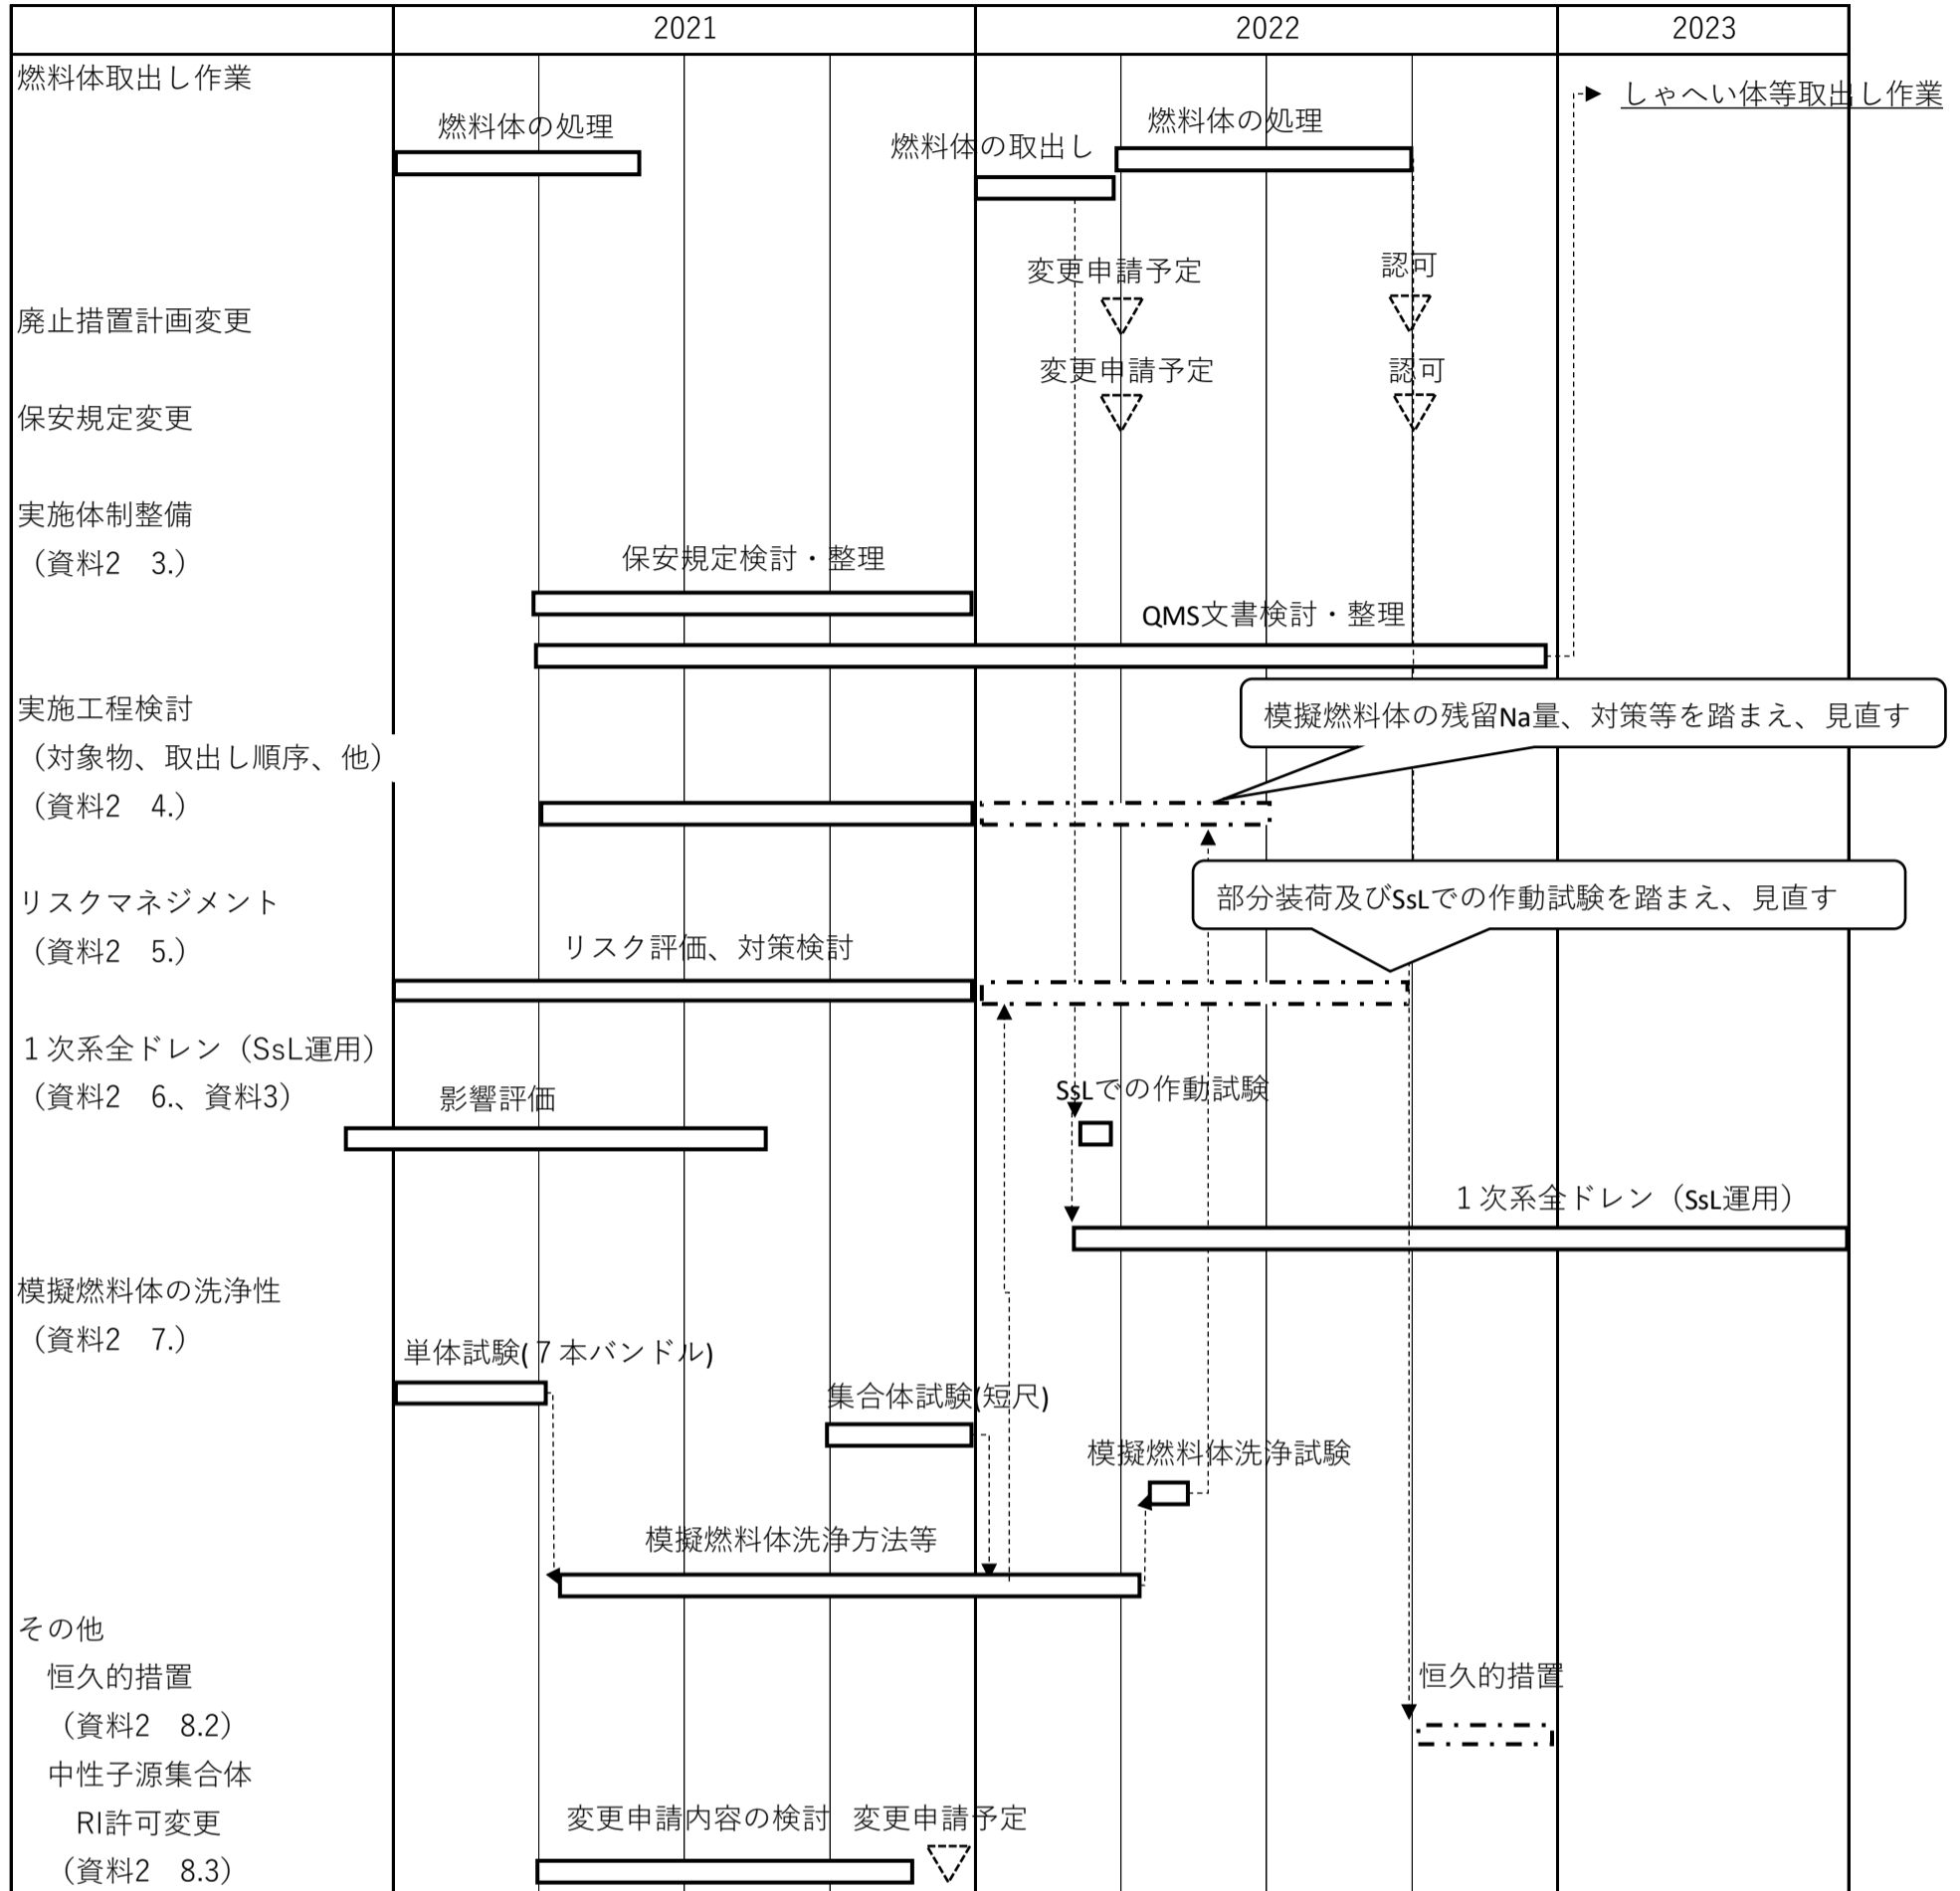 2021
2022
2023
燃料体取出し作業
しゃへい体等取出し作業
燃料体の処理
燃料体の取出し
燃料体の処理
変更申請予定
認可
廃止措置計画変更
変更申請予定
認可
保安規定変更
実施体制整備
（資料2　3.）
保安規定検討・整理
QMS文書検討・整理
実施工程検討
（対象物、取出し順序、他）
（資料2　4.）
模擬燃料体の残留Na量、対策等を踏まえ、見直す
部分装荷及びSsLでの作動試験を踏まえ、見直す
リスクマネジメント
（資料2　5.）
リスク評価、対策検討
１次系全ドレン（SsL運用）
（資料2　6.、資料3）
影響評価
SsLでの作動試験
１次系全ドレン（SsL運用）
模擬燃料体の洗浄性
（資料2　7.）
単体試験(７本バンドル)
集合体試験(短尺)
模擬燃料体洗浄試験
模擬燃料体洗浄方法等
その他
恒久的措置
（資料2　8.2）
恒久的措置
中性子源集合体
RI許可変更
（資料2　8.3）
変更申請内容の検討
変更申請予定